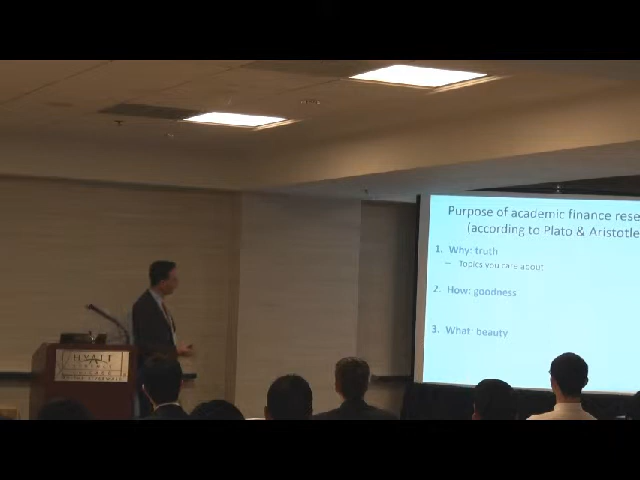 Purpose of academic finance rese
(according to Plato & Aristotle
1. Why: truth
– Topics you care about
2. How: goodness
3. What: beauty
HYATT